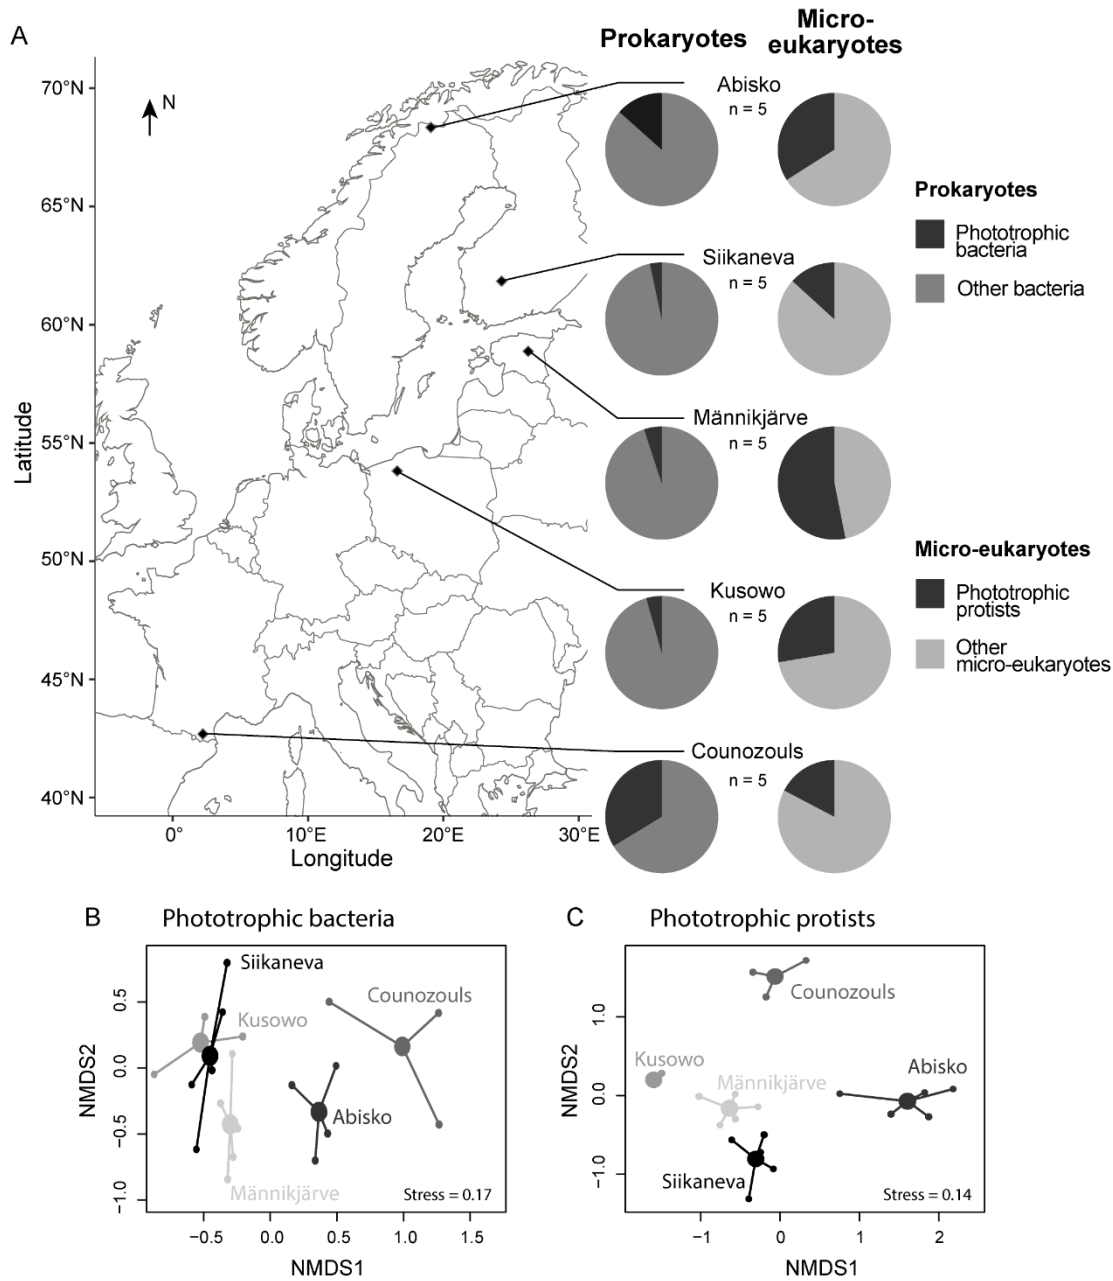 A
Prokaryotes
Micro-
eukaryotes
70°N
65°N
60°N
55°N
50°N
45°N
40°N
Latitude
N
0°
10°E
20°E
30°E
Longitude
Abisko
n = 5
Siikaneva
n = 5
Männikjärve
n = 5
Kusowo
n = 5
Counozouls
n = 5
Prokaryotes
Phototrophic
bacteria
Other bacteria
Micro-eukaryotes
Phototrophic
protists
Other
micro-eukaryotes
B
Phototrophic bacteria
Siikaneva
Kusowo
Counozouls
Abisko
Männikjärve
Stress = 0.17
0.5
0.0
−0.5
−1.0
NMDS2
−0.5
0.0
0.5
1.0
1.5
NMDS1
C
Phototrophic protists
Counozouls
Kusowo
Männikjärve
Abisko
Siikaneva
Stress = 0.14
1.0
0.0
−1.0
NMDS2
−1
0
1
2
NMDS1